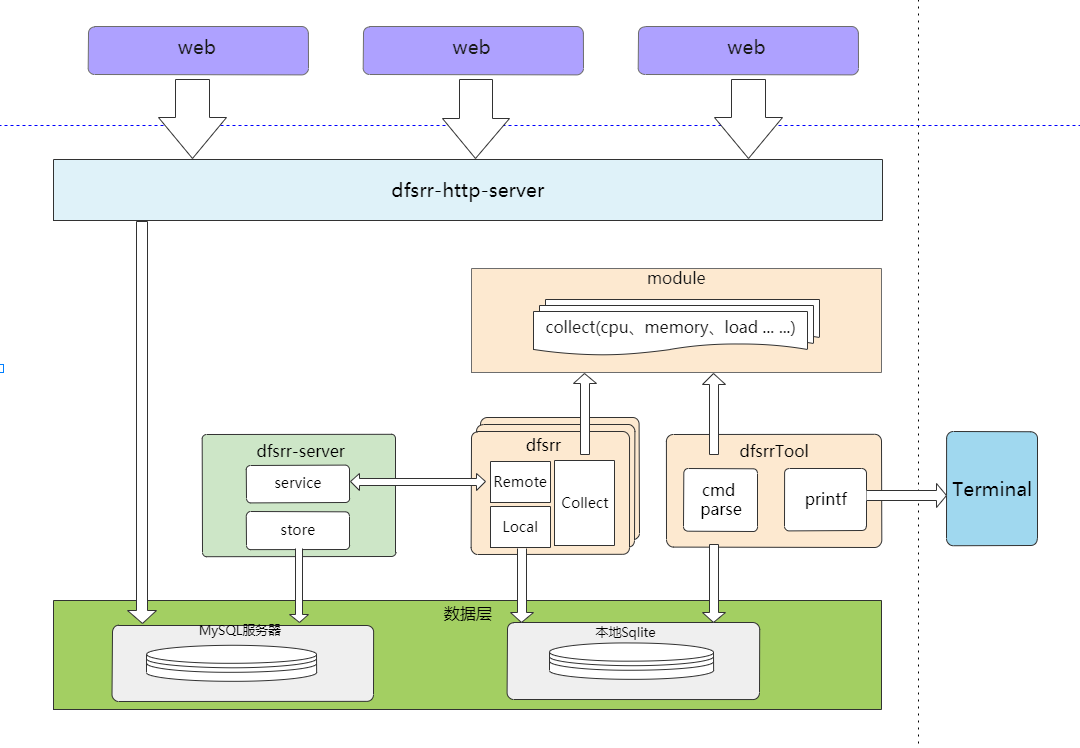 web
web
web
dfsrr-http-server
module
collect(cpu、memory、load ... ...)
dfsrr-server
service
store
dfsrr
Remote
Local
Collect
dfsrrTool
cmd
parse
printf
Terminal
数据层
MySQL服务器
本地Sqlite